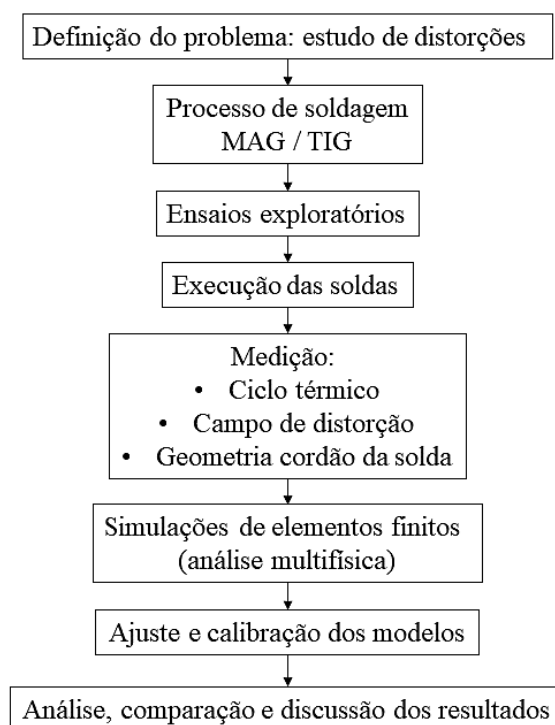 Definição do problema: estudo de distorções
Processo de soldagem
MAG / TIG
Ensaios exploratórios
Execução das soldas
Medição:
• Ciclo térmico
• Campo de distorção
• Geometria cordão da solda
Simulações de elementos finitos
(análise multifísica)
Ajuste e calibração dos modelos
Análise, comparação e discussão dos resultados